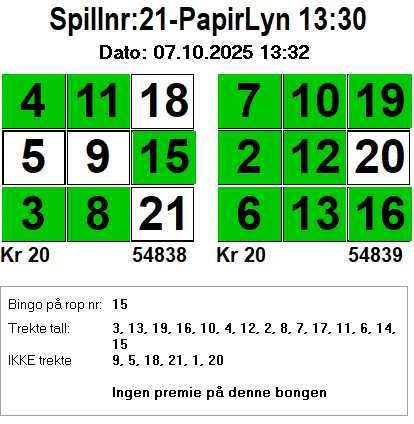 Spillnr:21-PapirLyn 13:30
Dato: 07.10.2025 13:32
4 11 18 7 10 19
5 9 15 2 12 20
3 8 21 6 13 16
Kr 20 54838 Kr 20 54839
Bingo på rop nr: 15
Trekte tall: 3, 13, 19, 16, 10, 4, 12, 2, 8, 7, 17, 11, 6, 14,
15
IKKE trekte 9, 5, 18, 21, 1, 20
Ingen premie på denne bongen